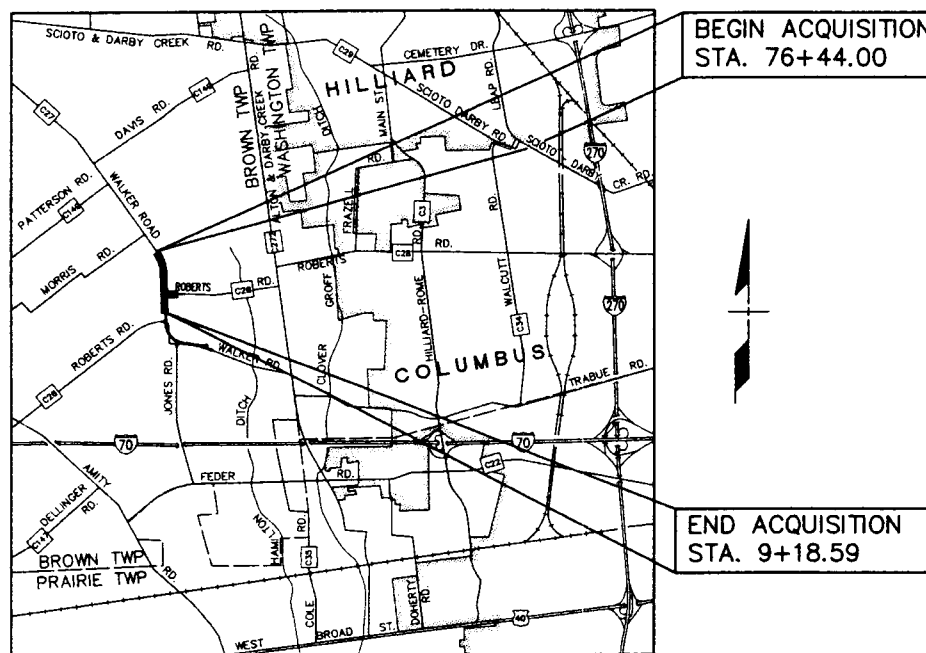 BEGIN ACQUISITION
STA. 76+44.00
SCIOTO & DARBY CREEK RD.
C29
CEMETERY DR.
HILLIARD
MAIN ST.
LEAP RD.
SCIOTO DARBY RD.
SCIOTO - DARBY
CR. RD.
270
C27
DAVIS RD.
C148
BROWN TWP
WASHINGTON TWP
ALTON & DARBY CREEK RD.
DITCH
RD.
FRAZELL
C3
C28
RD.
RD.
PATTERSON RD.
C149
WALKER ROAD
MORRIS RD.
C272
ROBERTS
ROBERTS
RD.
C28
GROFF
HILLIARD-ROME
RD.
WALCUTT
C34
270
ROBERTS RD.
C28
WALKER RD.
JONES RD.
DITCH
CLOVER
COLUMBUS
TRABUE RD.
70
70
AMITY
RD.
FEDER
RD.
C22
DELLINGER
RD.
C147
HAMILTON
RD.
BROWN TWP
PRAIRIE TWP
C35
COLE
DOHERTY
RD.
WEST BROAD ST.
40
END ACQUISITION
STA. 9+18.59